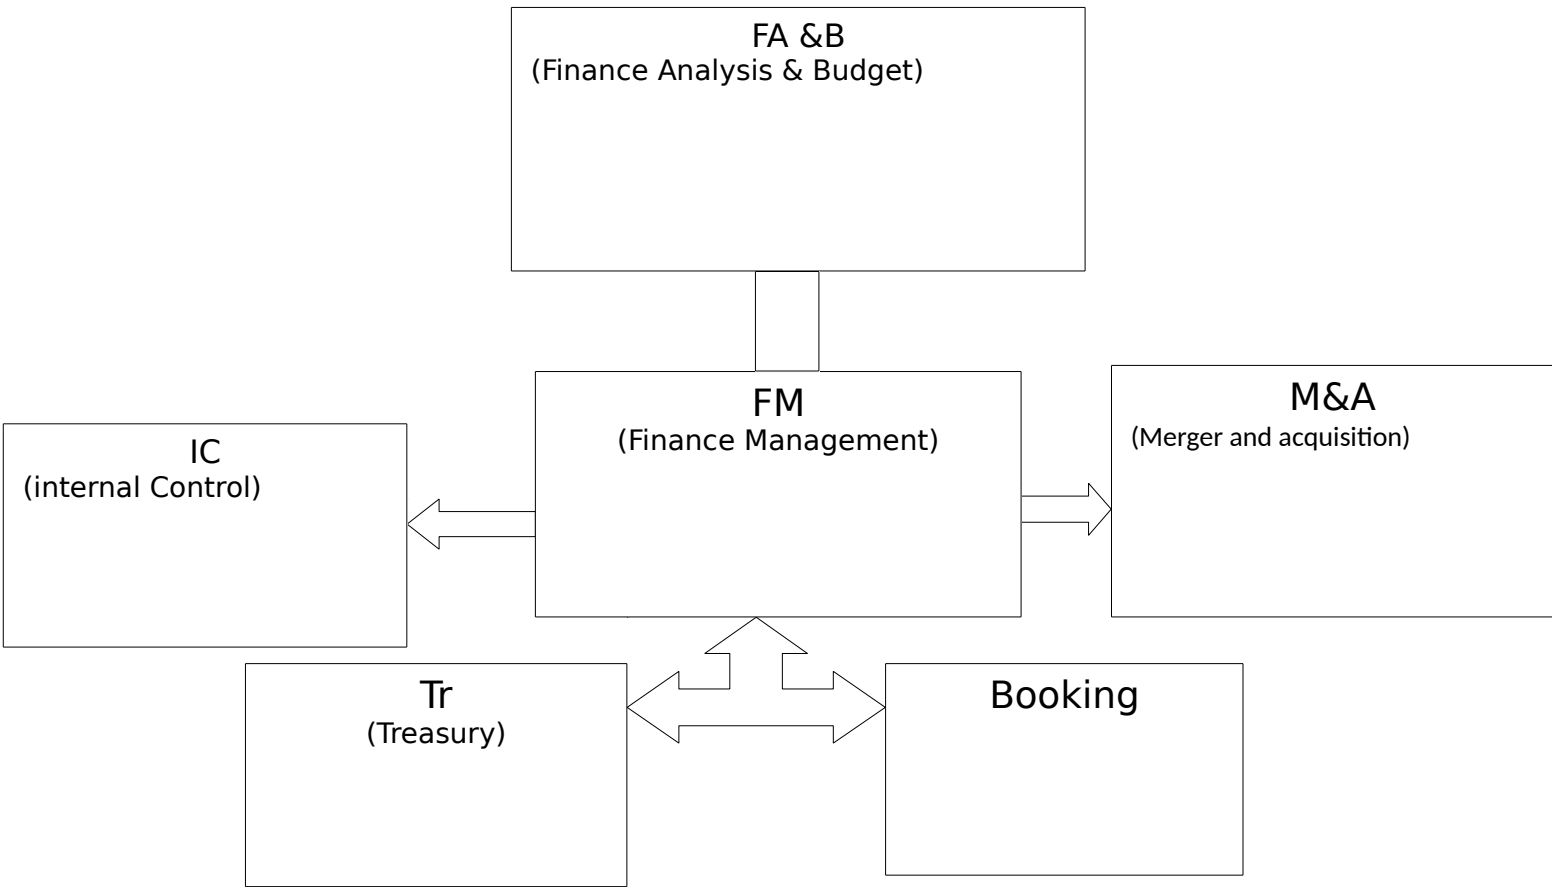 FA &B
(Finance Analysis & Budget)
FM
(Finance Management)
M&A
(Merger and acquisition)
IC
(internal Control)
Tr
(Treasury)
Booking